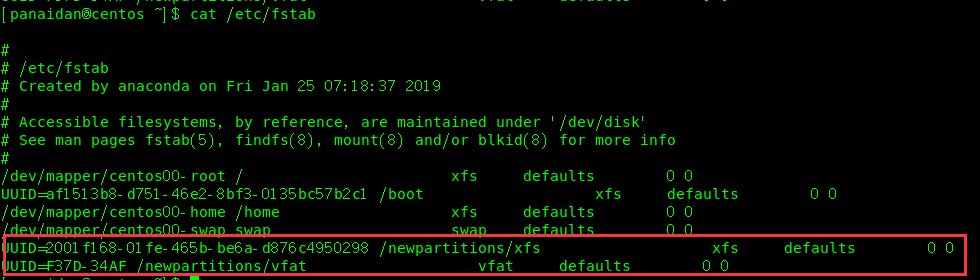 [panaidan@centos ~]$ cat /etc/fstab
#
# /etc/fstab
# Created by anaconda on Fri Jan 25 07:18:37 2019
#
# Accessible filesystems, by reference, are maintained under '/dev/disk'
# See man pages fstab(5), findfs(8), mount(8) and/or blkid(8) for more info
#
/dev/mapper/centos00-root / xfs defaults 0 0
UUID=af1513b8-d751-46e2-8bf3-0135bc57b2c1 /boot xfs defaults 0 0
/dev/mapper/centos00-home /home xfs defaults 0 0
/dev/mapper/centos00-swap swap swap defaults 0 0
UUID=2001f168-01fe-465b-be6a-d876c4950298 /newpartitions/xfs xfs defaults 0 0
UUID=F37D-34AF /newpartitions/vfat vfat defaults 0 0